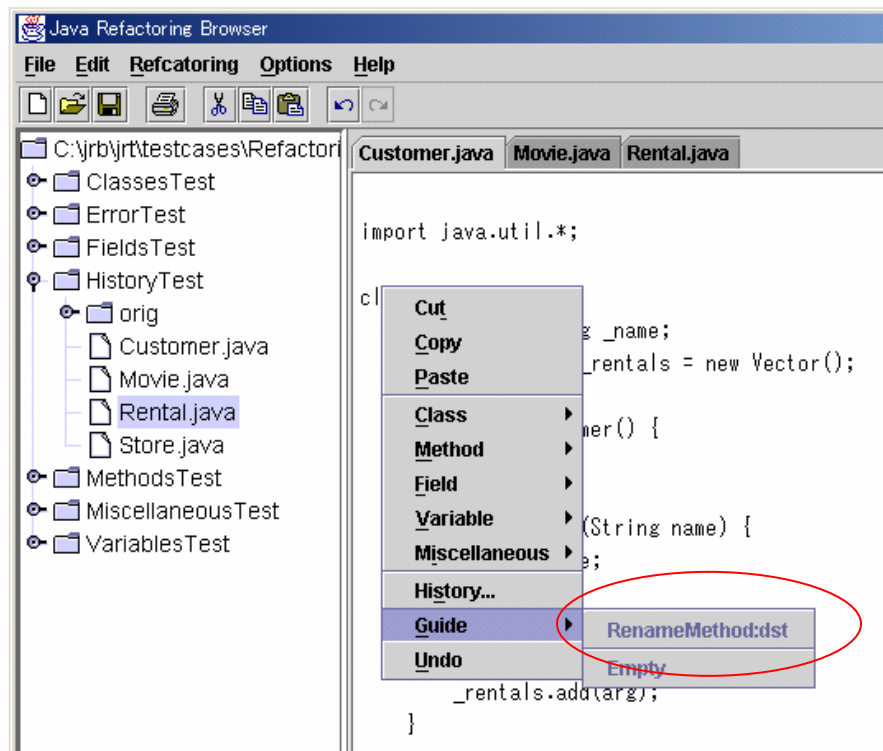 Java Refactoring Browser
File Edit Refcatoring Options Help
C:\jrb\jrt\testcases\Refactori
ClassesTest
ErrorTest
FieldsTest
HistoryTest
orig
Customer.java
Movie.java
Rental.java
Store.java
MethodsTest
MiscellaneousTest
VariablesTest
Customer.java Movie.java Rental.java
import java.util.*;
cl
_name;
_rentals = new Vector();
mer() {
(String name) {
e;
_rentals.add(arg);
}
Cut
Copy
Paste
Class
Method
Field
Variable
Miscellaneous
History...
Guide
Undo
RenameMethod:dst
Empty